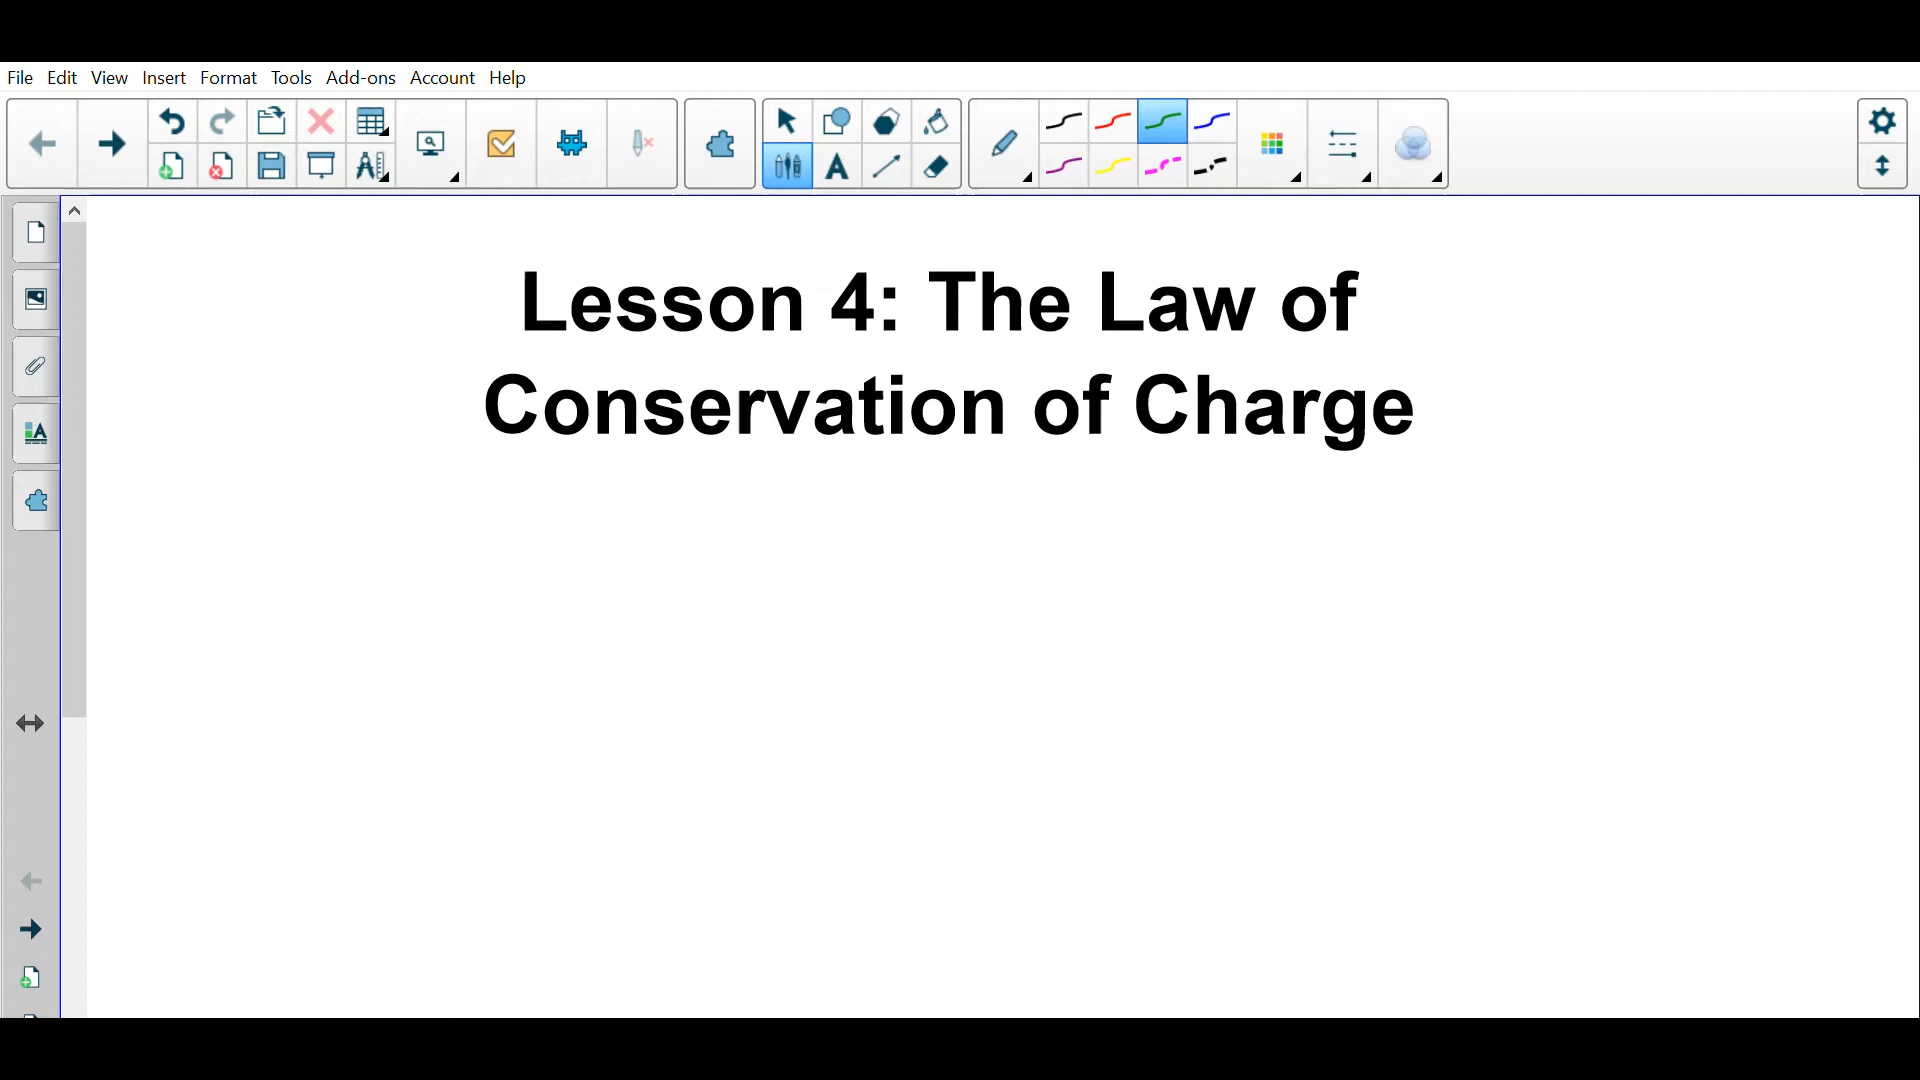 File Edit View Insert Format Tools Add-ons Account Help
Lesson 4: The Law of
Conservation of Charge